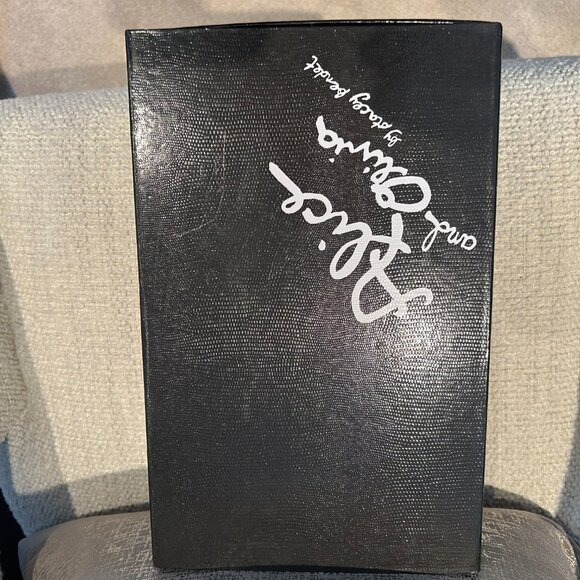 Alice
and Olivia
by stacey bendet